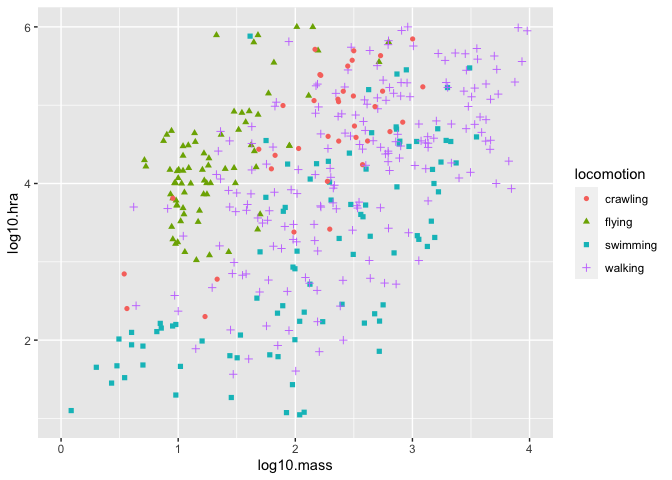 6
4
2
log10.hra
0
1
2
3
4
log10.mass
locomotion
crawling
flying
swimming
walking